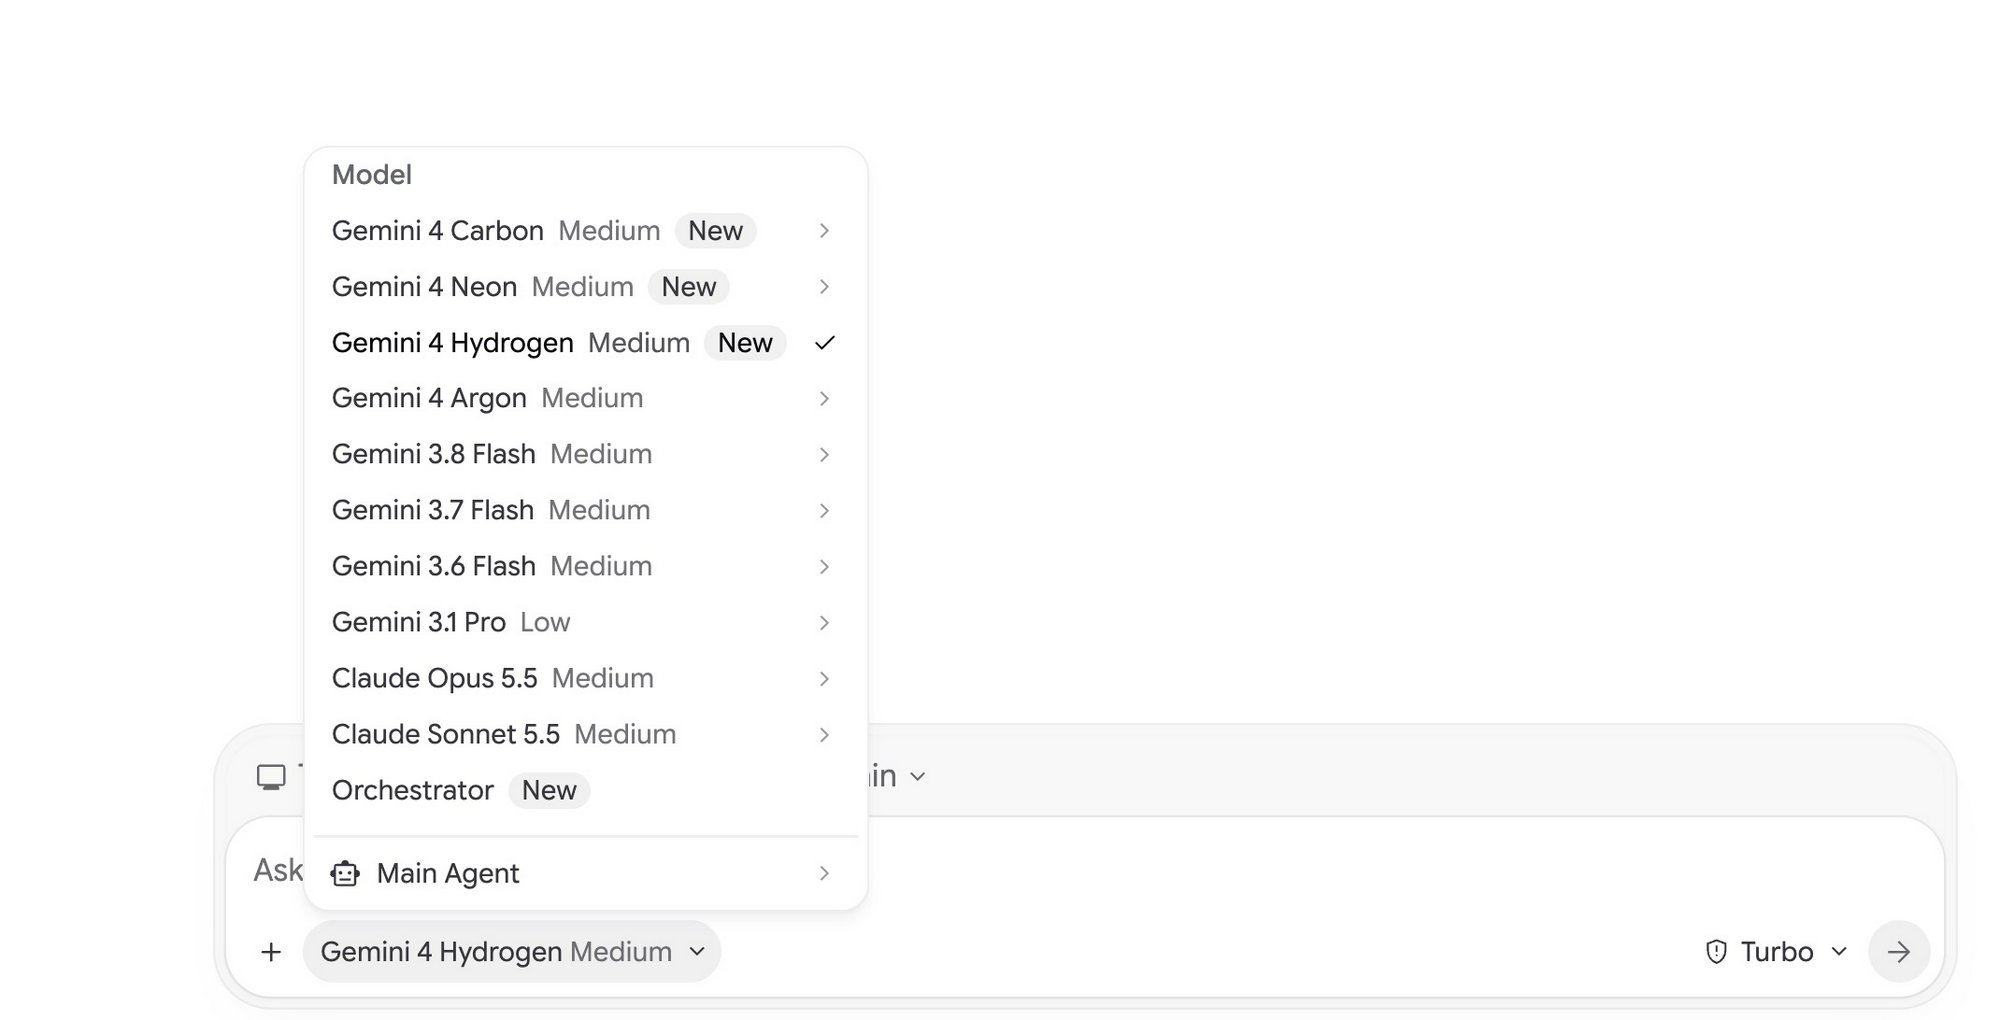 Model
Gemini 4 Carbon Medium New
Gemini 4 Neon Medium New
Gemini 4 Hydrogen Medium New
Gemini 4 Argon Medium
Gemini 3.8 Flash Medium
Gemini 3.7 Flash Medium
Gemini 3.6 Flash Medium
Gemini 3.1 Pro Low
Claude Opus 5.5 Medium
Claude Sonnet 5.5 Medium
Orchestrator New
Main Agent
Ask
Gemini 4 Hydrogen Medium
Turbo